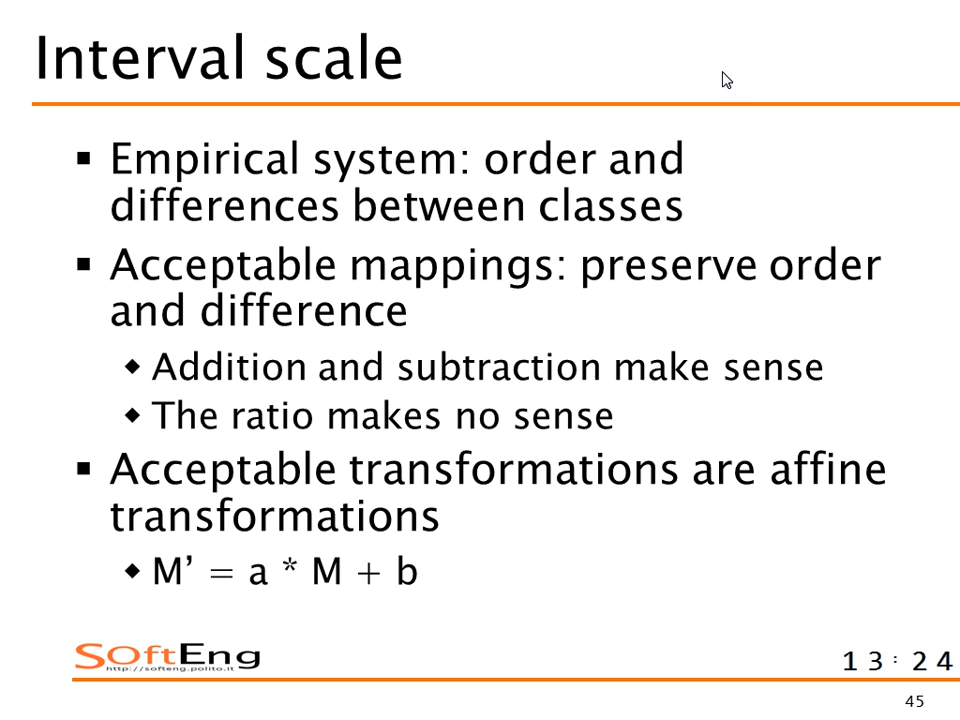 Interval scale
▪ Empirical system: order and
differences between classes
▪ Acceptable mappings: preserve order
and difference
◆ Addition and subtraction make sense
◆ The ratio makes no sense
▪ Acceptable transformations are affine
transformations
◆ M’ = a * M + b
SoftEng
http://softeng.polito.it
13:24
45